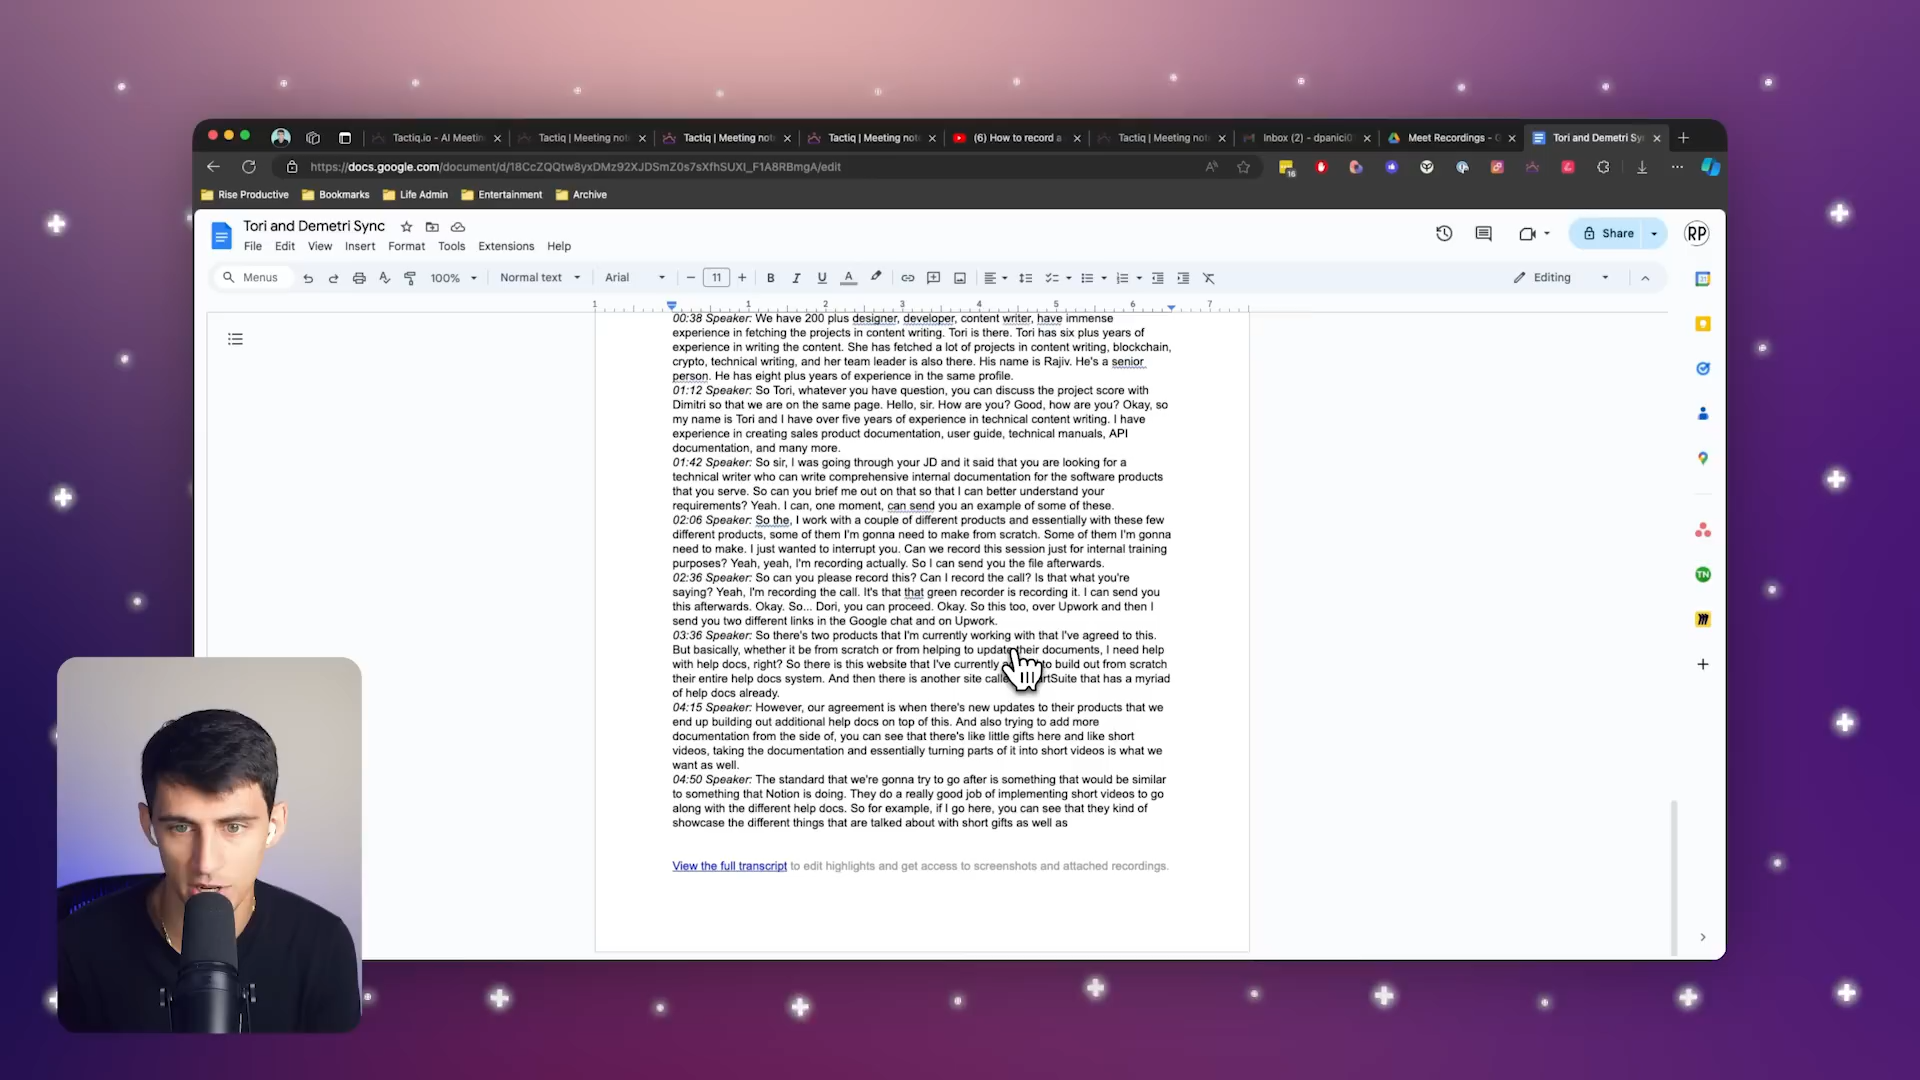 Tactiq.io - AI Meetin
Tactiq | Meeting not
Tactiq | Meeting not
Tactiq | Meeting not
(6) How to record a
Tactiq | Meeting not
Inbox (2) - dpanici0
Meet Recordings - G
Tori and Demetri Sy
https://docs.google.com/document/d/18CcZQQtw8yxDMz92XJDSmZ0s7sXfhSUXI_F1A8RBmgA/edit
16
Rise Productive
Bookmarks
Life Admin
Entertainment
Archive
Tori and Demetri Sync
File Edit View Insert Format Tools Extensions Help
Share
RP
Menus
100%
Normal text
Arial
11
Editing
1 1 2 3 4 5 6 7
00:38 Speaker: We have 200 plus designer, developer, content writer, have immense
experience in fetching the projects in content writing. Tori is there. Tori has six plus years of
experience in writing the content. She has fetched a lot of projects in content writing, blockchain,
crypto, technical writing, and her team leader is also there. His name is Rajiv. He's a senior
person. He has eight plus years of experience in the same profile.
01:12 Speaker: So Tori, whatever you have question, you can discuss the project score with
Dimitri so that we are on the same page. Hello, sir. How are you? Good, how are you? Okay, so
my name is Tori and I have over five years of experience in technical content writing. I have
experience in creating sales product documentation, user guide, technical manuals, API
documentation, and many more.
01:42 Speaker: So sir, I was going through your JD and it said that you are looking for a
technical writer who can write comprehensive internal documentation for the software products
that you serve. So can you brief me out on that so that I can better understand your
requirements? Yeah. I can, one moment, can send you an example of some of these.
02:06 Speaker: So the, I work with a couple of different products and essentially with these few
different products, some of them I'm gonna need to make from scratch. Some of them I'm gonna
need to make. I just wanted to interrupt you. Can we record this session just for internal training
purposes? Yeah, yeah, I'm recording actually. So I can send you the file afterwards.
02:36 Speaker: So can you please record this? Can I record the call? Is that what you're
saying? Yeah, I'm recording the call. It's that that green recorder is recording it. I can send you
this afterwards. Okay. So... Dori, you can proceed. Okay. So this too, over Upwork and then I
send you two different links in the Google chat and on Upwork.
03:36 Speaker: So there's two products that I'm currently working with that I've agreed to this.
But basically, whether it be from scratch or from helping to update their documents, I need help
with help docs, right? So there is this website that I've currently to build out from scratch
their entire help docs system. And then there is another site calle rtSuite that has a myriad
of help docs already.
04:15 Speaker: However, our agreement is when there's new updates to their products that we
end up building out additional help docs on top of this. And also trying to add more
documentation from the side of, you can see that there's like little gifts here and like short
videos, taking the documentation and essentially turning parts of it into short videos is what we
want as well.
04:50 Speaker: The standard that we're gonna try to go after is something that would be similar
to something that Notion is doing. They do a really good job of implementing short videos to go
along with the different help docs. So for example, if I go here, you can see that they kind of
showcase the different things that are talked about with short gifts as well as
View the full transcript to edit highlights and get access to screenshots and attached recordings.